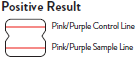 Positive Result
Pink/Purple Control Line
Pink/Purple Sample Line